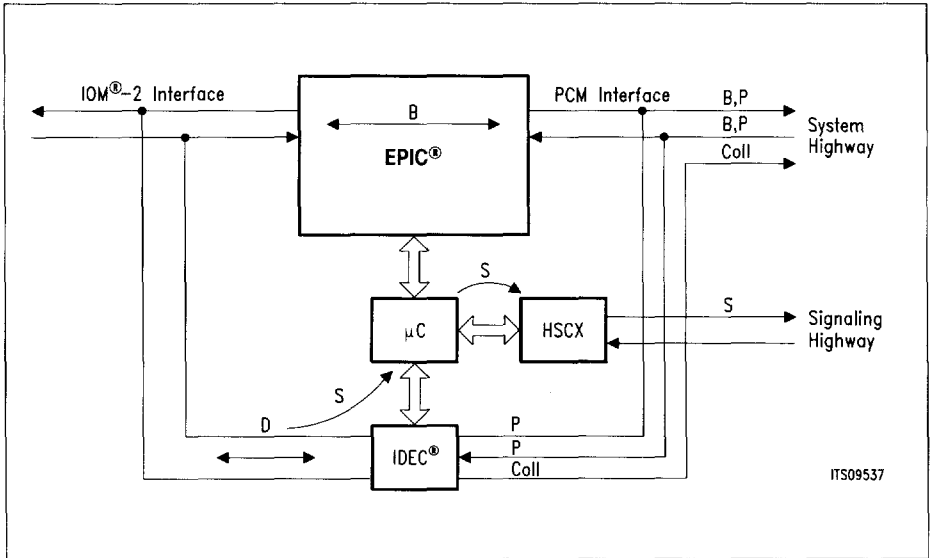 IOM®-2 Interface
PCM Interface
B,P
B
B,P
System
Highway
EPIC®
Coll
S
S
μC
HSCX
Signaling
Highway
S
D
P
IDEC®
P
Coll
ITS09537